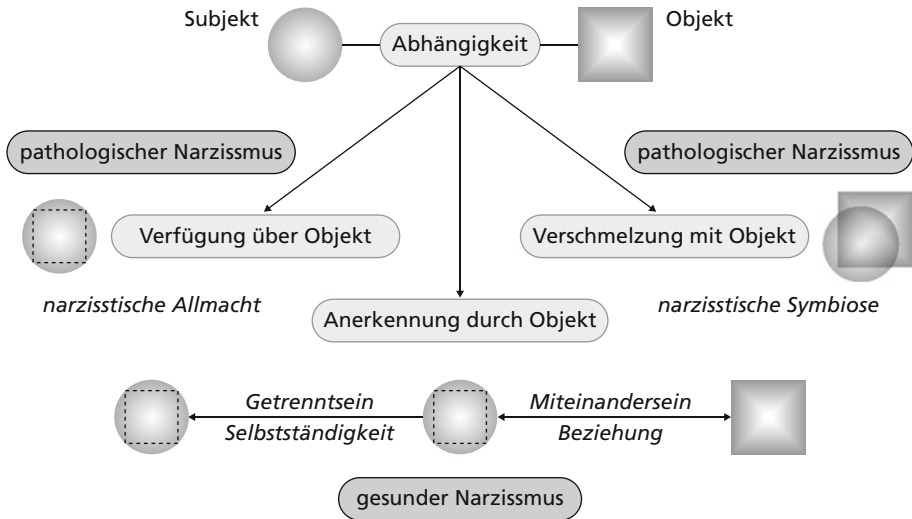 Subjekt
Abhängigkeit
Objekt
pathologischer Narzissmus
pathologischer Narzissmus
Verfügung über Objekt
Verschmelzung mit Objekt
narzisstische Allmacht
narzisstische Symbiose
Anerkennung durch Objekt
Getrenntsein
Selbstständigkeit
Miteinandersein
Beziehung
gesunder Narzissmus